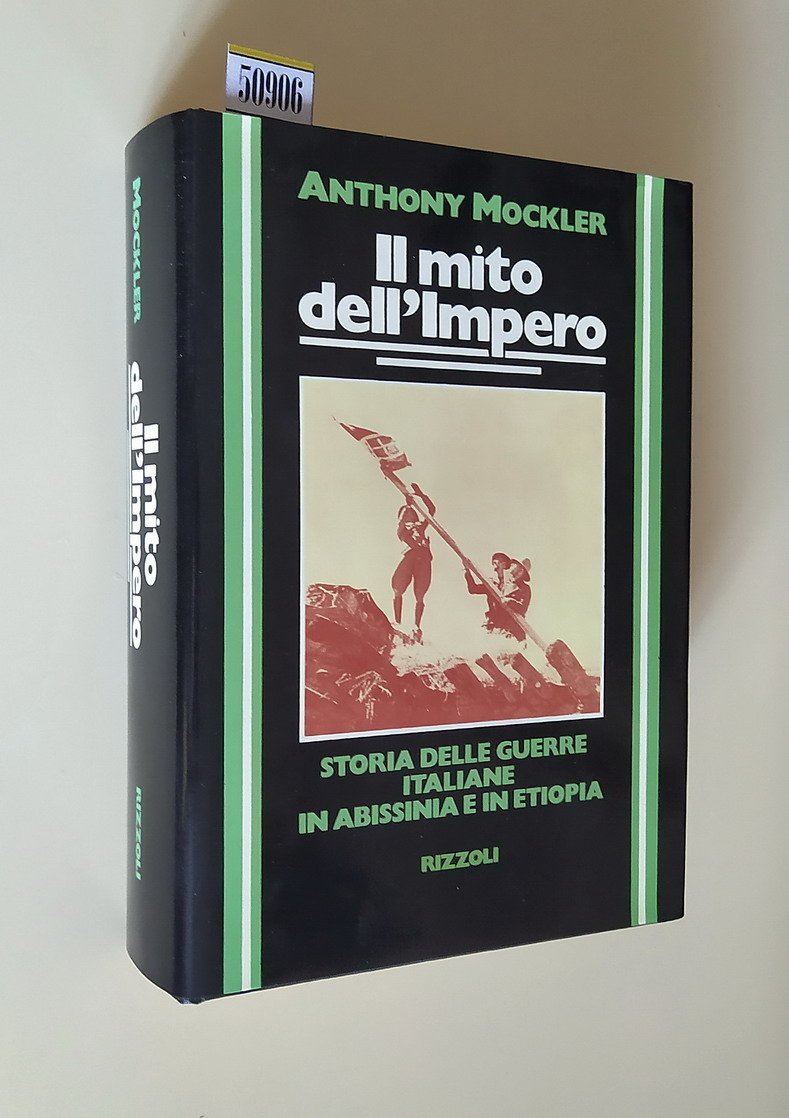 50906
ANTHONY MOCKLER
Il mito
dell'Impero
STORIA DELLE GUERRE
ITALIANE
IN ABISSINIA E IN ETIOPIA
RIZZOLI
MOCKLER
Il mito
dell'Impero
RIZZOLI